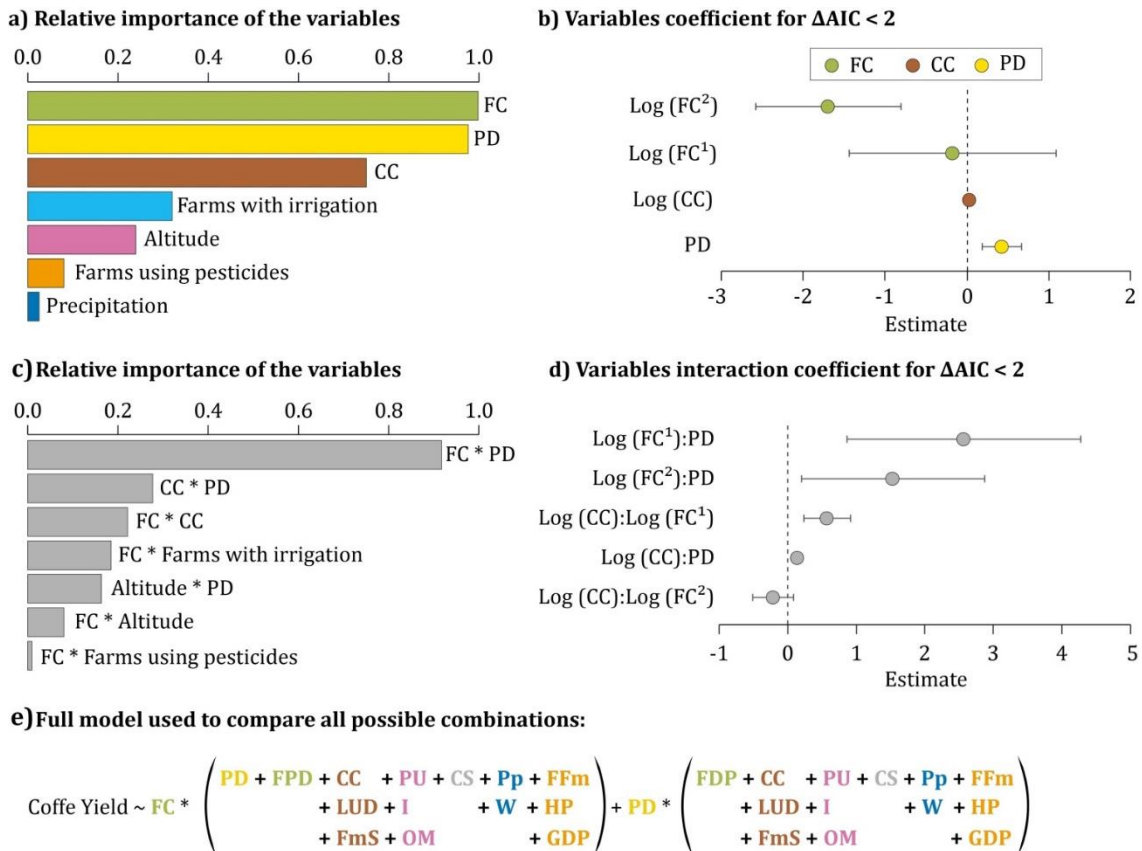 a) Relative importance of the variables
0.0 0.2 0.4 0.6 0.8 1.0
FC
PD
CC
Farms with irrigation
Altitude
Farms using pesticides
Precipitation
b) Variables coefficient for ΔAIC < 2
FC CC PD
Log (FC²)
Log (FC¹)
Log (CC)
PD
-3 -2 -1 0 1 2
Estimate
c) Relative importance of the variables
0.0 0.2 0.4 0.6 0.8 1.0
FC * PD
CC * PD
FC * CC
FC * Farms with irrigation
Altitude * PD
FC * Altitude
FC * Farms using pesticides
d) Variables interaction coefficient for ΔAIC < 2
Log (FC¹):PD
Log (FC²):PD
Log (CC):Log (FC¹)
Log (CC):PD
Log (CC):Log (FC²)
-1 0 1 2 3 4 5
Estimate
e) Full model used to compare all possible combinations:
PD + FPD + CC + PU + CS + Pp + FFm FDP + CC + PU + CS + Pp + FFm
Coffe Yield ~ FC * ( + LUD + I + W + HP ) + PD * ( + LUD + I + W + HP )
+ FmS + OM + GDP + FmS + OM + GDP